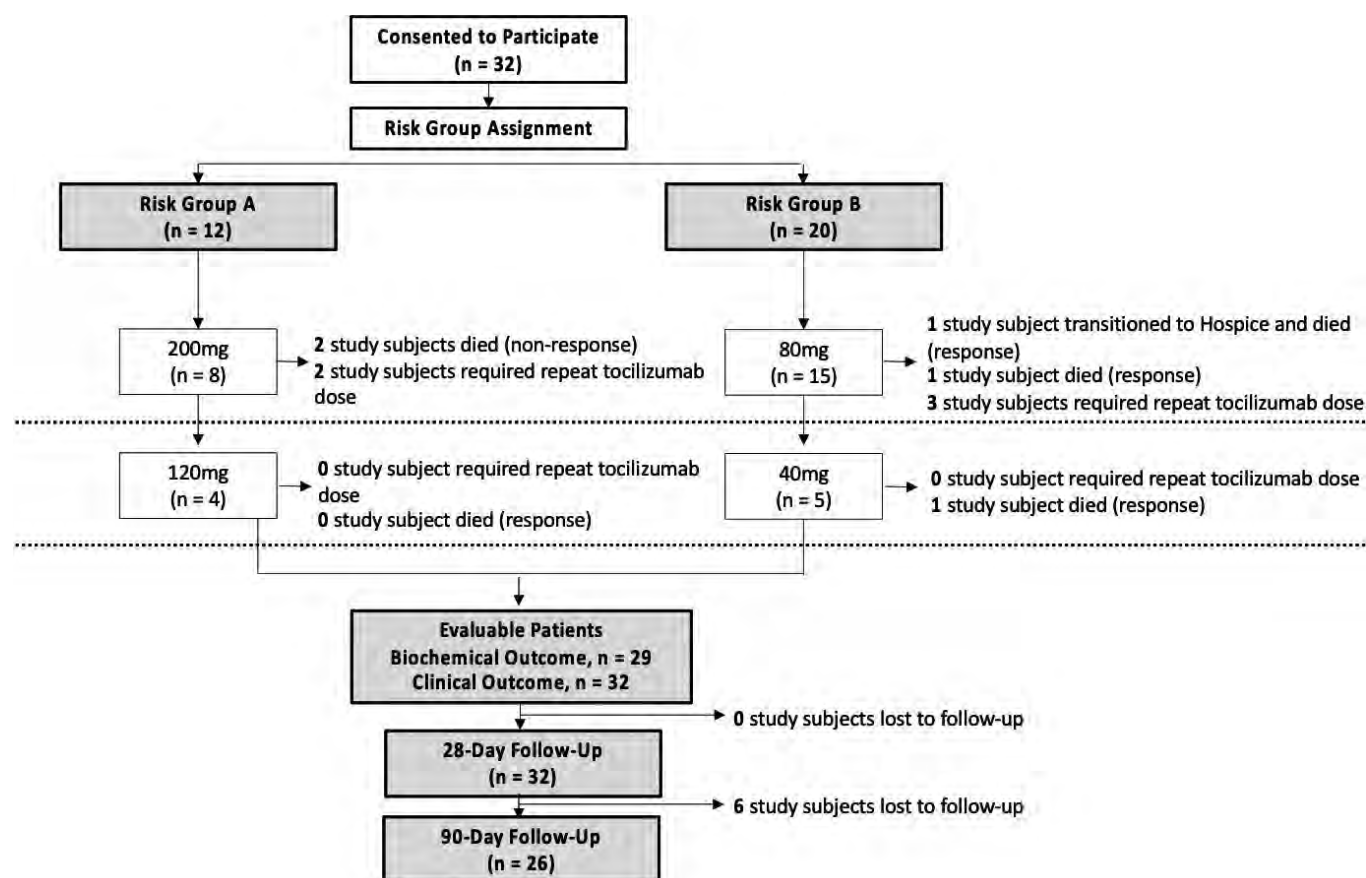 Consented to Participate
(n = 32)
Risk Group Assignment
Risk Group A
(n = 12)
Risk Group B
(n = 20)
200mg
(n = 8)
2 study subjects died (non-response)
2 study subjects required repeat tocilizumab
dose
80mg
(n = 15)
1 study subject transitioned to Hospice and died
(response)
1 study subject died (response)
3 study subjects required repeat tocilizumab dose
120mg
(n = 4)
0 study subject required repeat tocilizumab
dose
0 study subject died (response)
40mg
(n = 5)
0 study subject required repeat tocilizumab dose
1 study subject died (response)
Evaluable Patients
Biochemical Outcome, n = 29
Clinical Outcome, n = 32
0 study subjects lost to follow-up
28-Day Follow-Up
(n = 32)
6 study subjects lost to follow-up
90-Day Follow-Up
(n = 26)